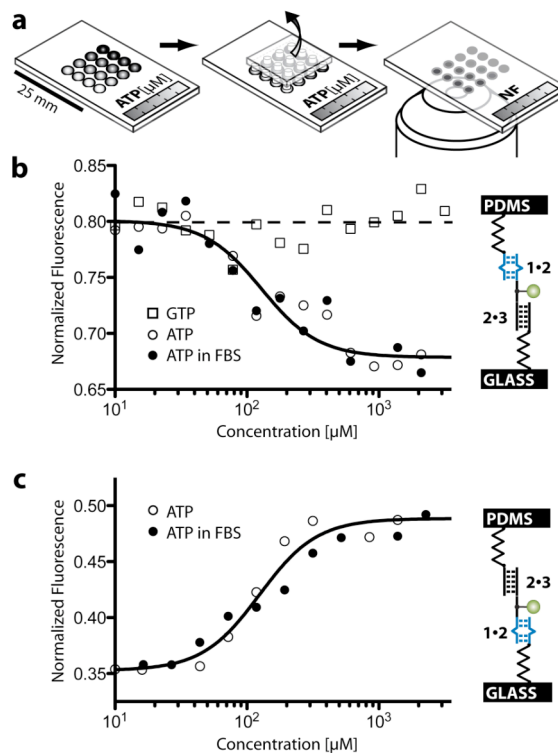 a
25 mm
ATP[µM]
ATP[µM]
NF
b
Normalized Fluorescence
0.85
0.80
0.75
0.70
0.65
GTP
ATP
ATP in FBS
10¹
10²
10³
Concentration [µM]
PDMS
1•2
2•3
GLASS
c
Normalized Fluorescence
0.50
0.45
0.40
0.35
ATP
ATP in FBS
10¹
10²
10³
Concentration [µM]
PDMS
2•3
1•2
GLASS